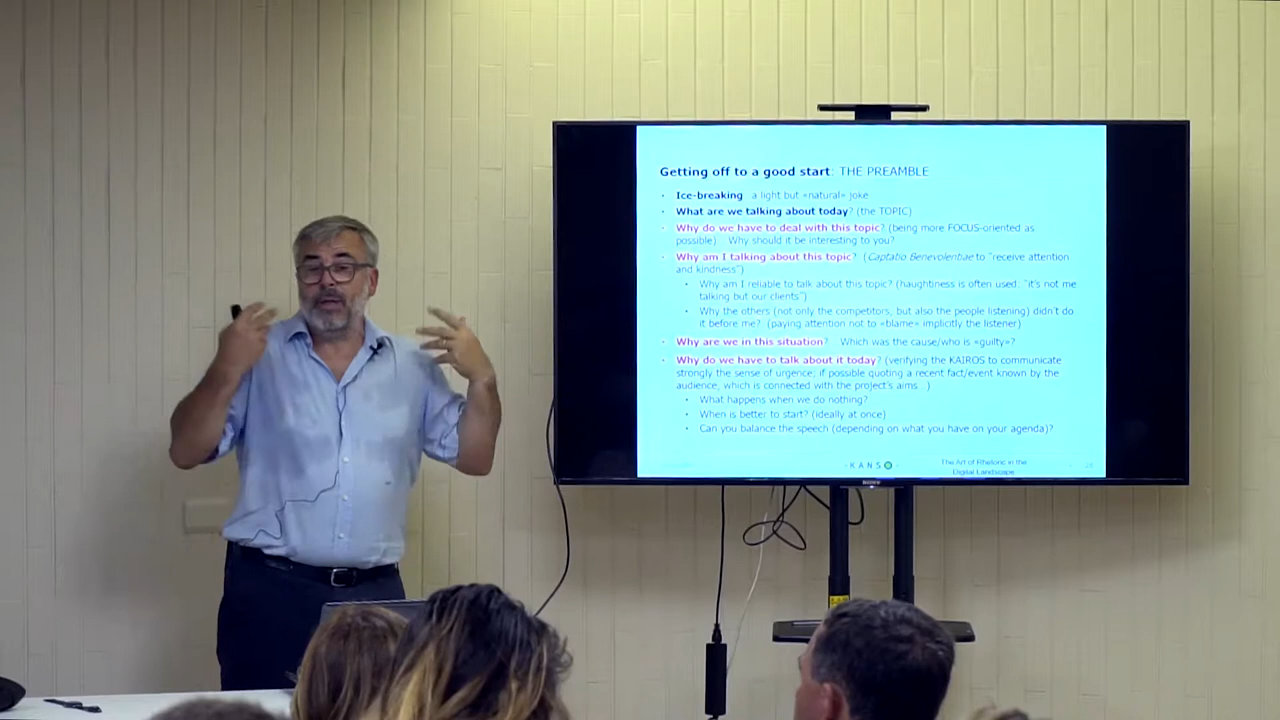 Getting off to a good start: THE PREAMBLE
• Ice-breaking a light but «natural» joke
• What are we talking about today? (the TOPIC)
• Why do we have to deal with this topic? (being more FOCUS-oriented as
possible) Why should it be interesting to you?
• Why am I talking about this topic? (Captatio Benevolentiae to "receive attention
and kindness")
• Why am I reliable to talk about this topic? (haughtiness is often used: "it's not me
talking but our clients")
• Why the others (not only the competitors, but also the people listening) didn't do
it before me? (paying attention not to «blame» implicitly the listener)
• Why are we in this situation? Which was the cause/who is «guilty»?
• Why do we have to talk about it today? (verifying the KAIROS to communicate
strongly the sense of urgence; if possible quoting a recent fact/event known by the
audience, which is connected with the project's aims )
• What happens when we do nothing?
• When is better to start? (ideally at once)
• Can you balance the speech (depending on what you have on your agenda)?
KANSO
The Art of Rhetoric in the
Digital Landscape
SONY